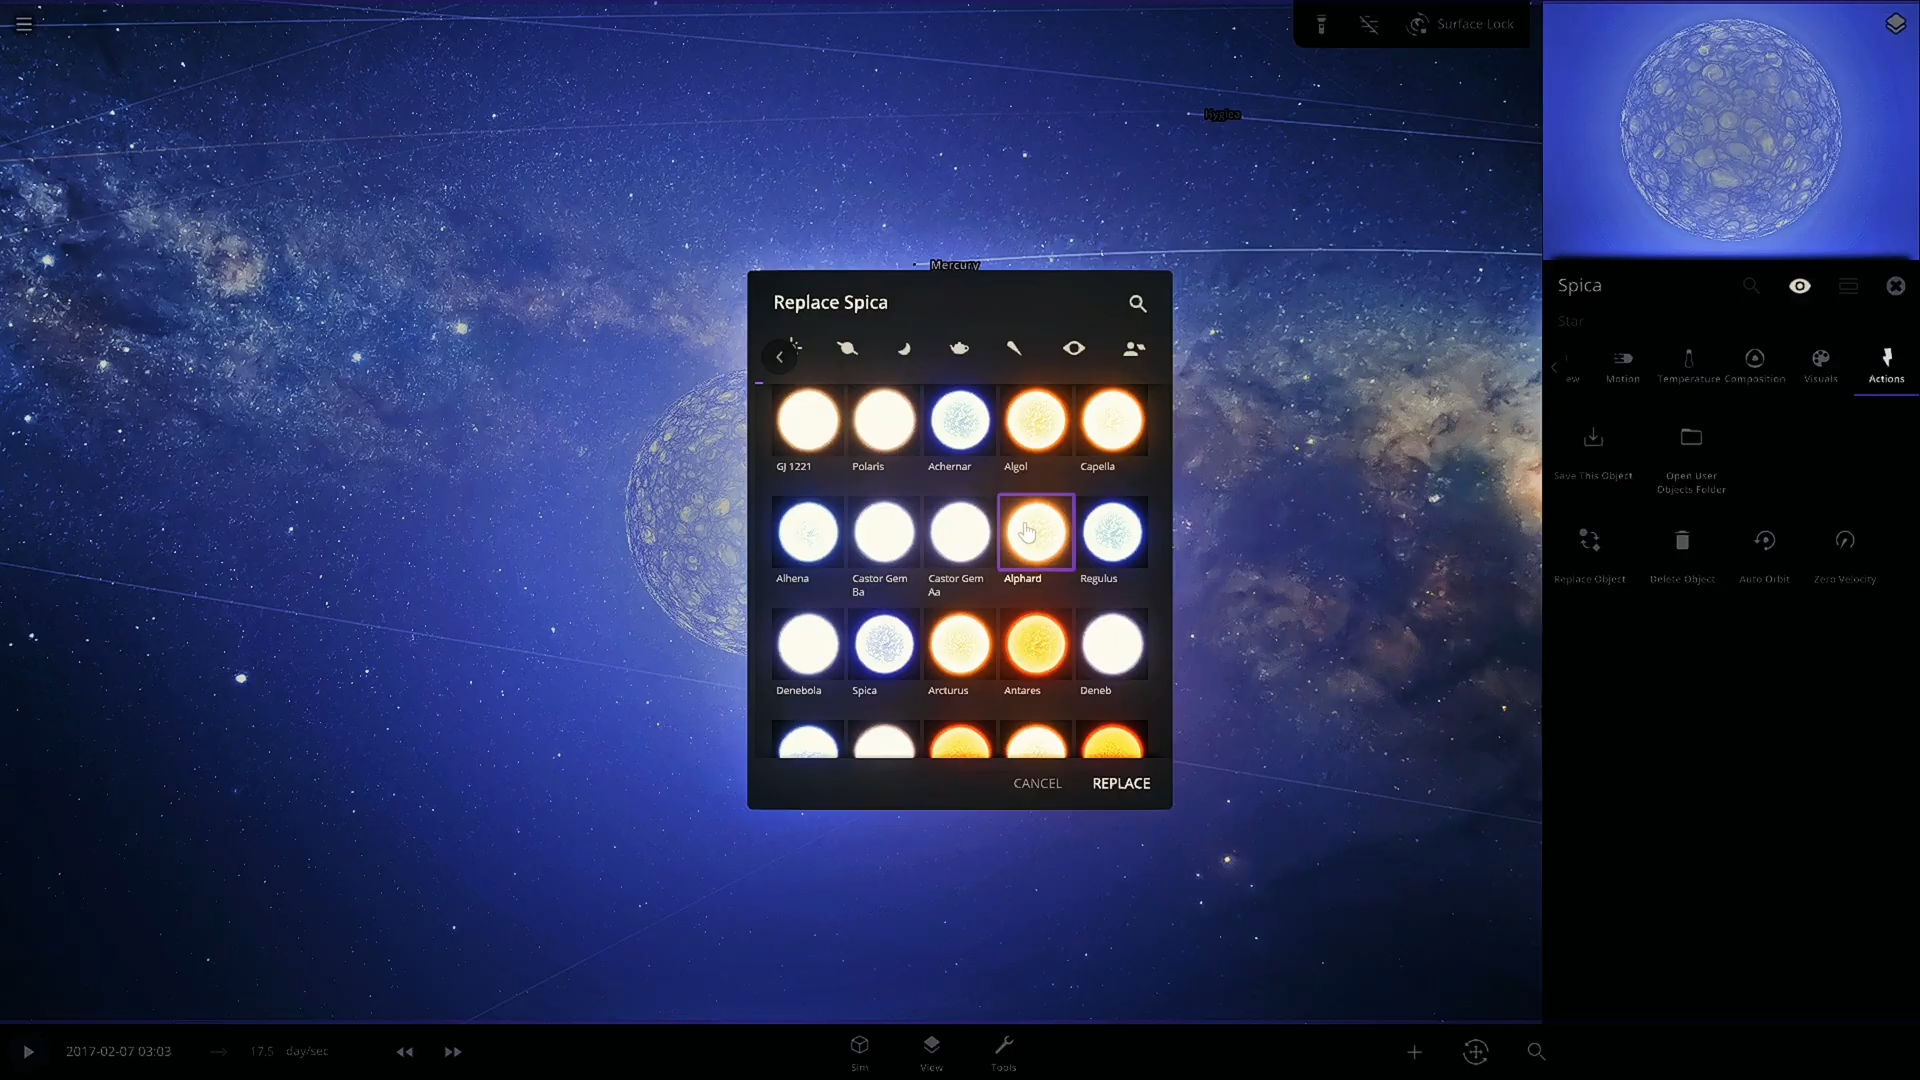 Surface Lock
Hygiea
Mercury
Replace Spica
GJ 1221
Polaris
Achernar
Algol
Capella
Alhena
Castor Gem
Ba
Castor Gem
Aa
Alphard
Regulus
Denebola
Spica
Arcturus
Antares
Deneb
CANCEL
REPLACE
Spica
Star
ew
Motion
Temperature
Composition
Visuals
Actions
Save This Object
Open User
Objects Folder
Replace Object
Delete Object
Auto Orbit
Zero Velocity
2017-02-07 03:03
17.5 day/sec
Sim
View
Tools